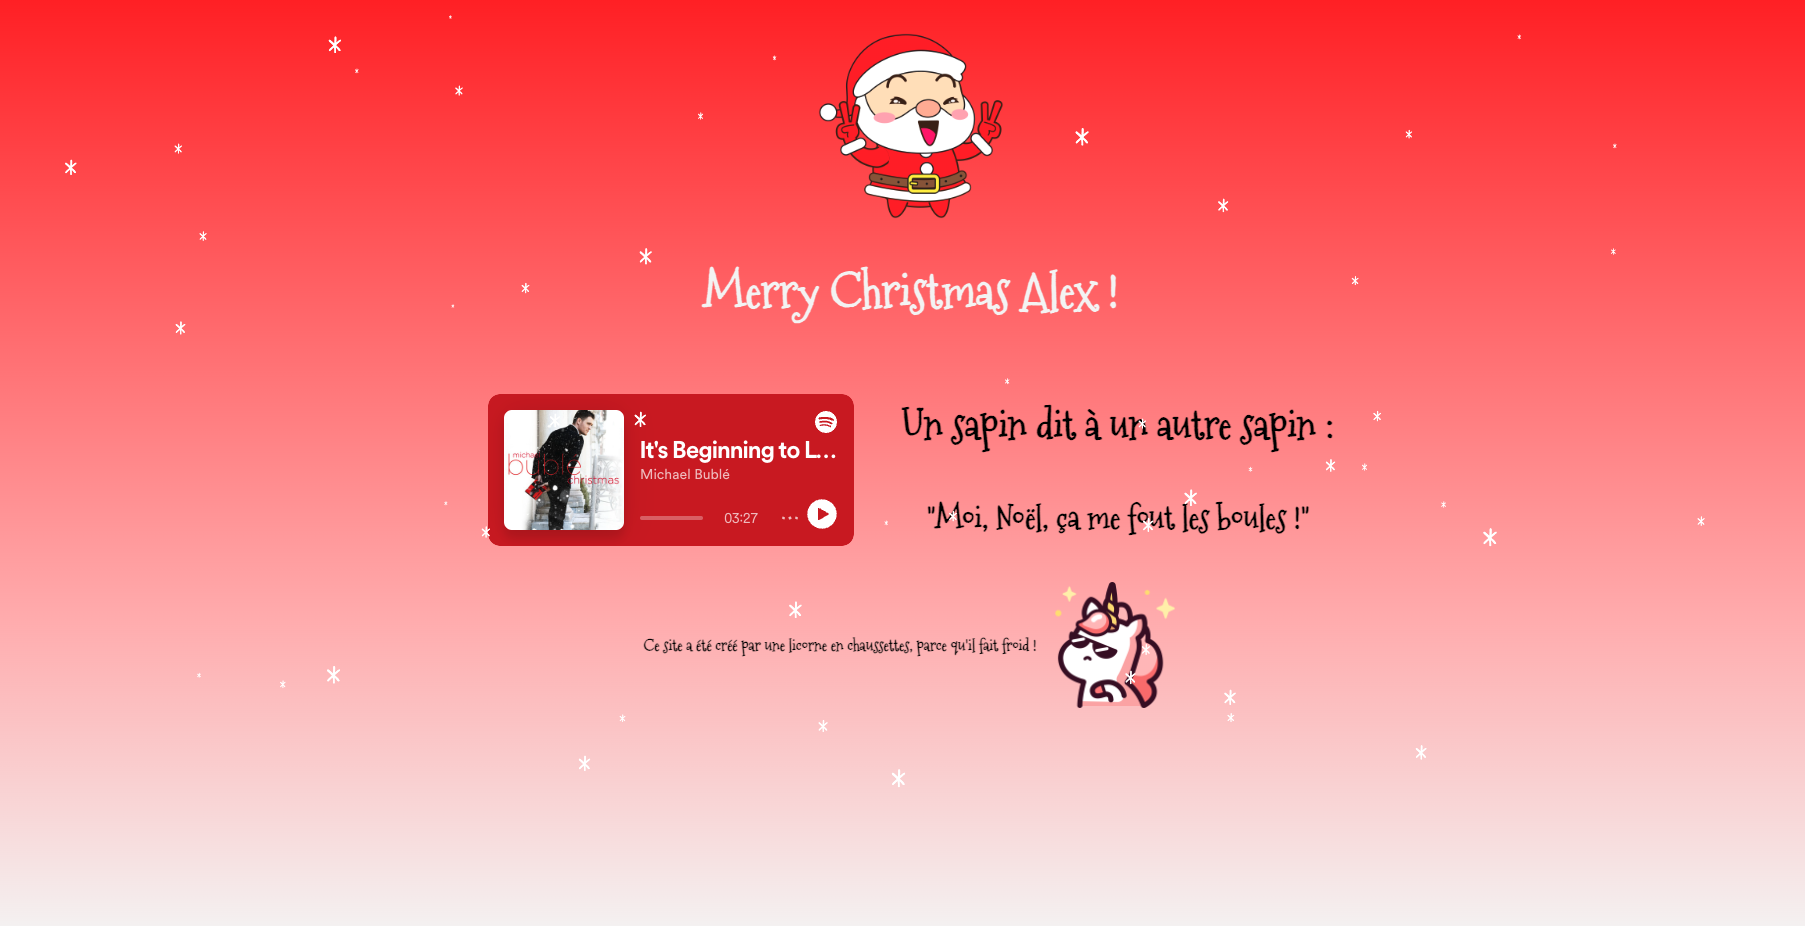 Merry Christmas Alex !
michael
bublé
christmas
It's Beginning to L...
Michael Bublé
03:27
Un sapin dit à un autre sapin :
"Moi, Noël, ça me fout les boules !"
Ce site a été créé par une licorne en chaussettes, parce qu'il fait froid !